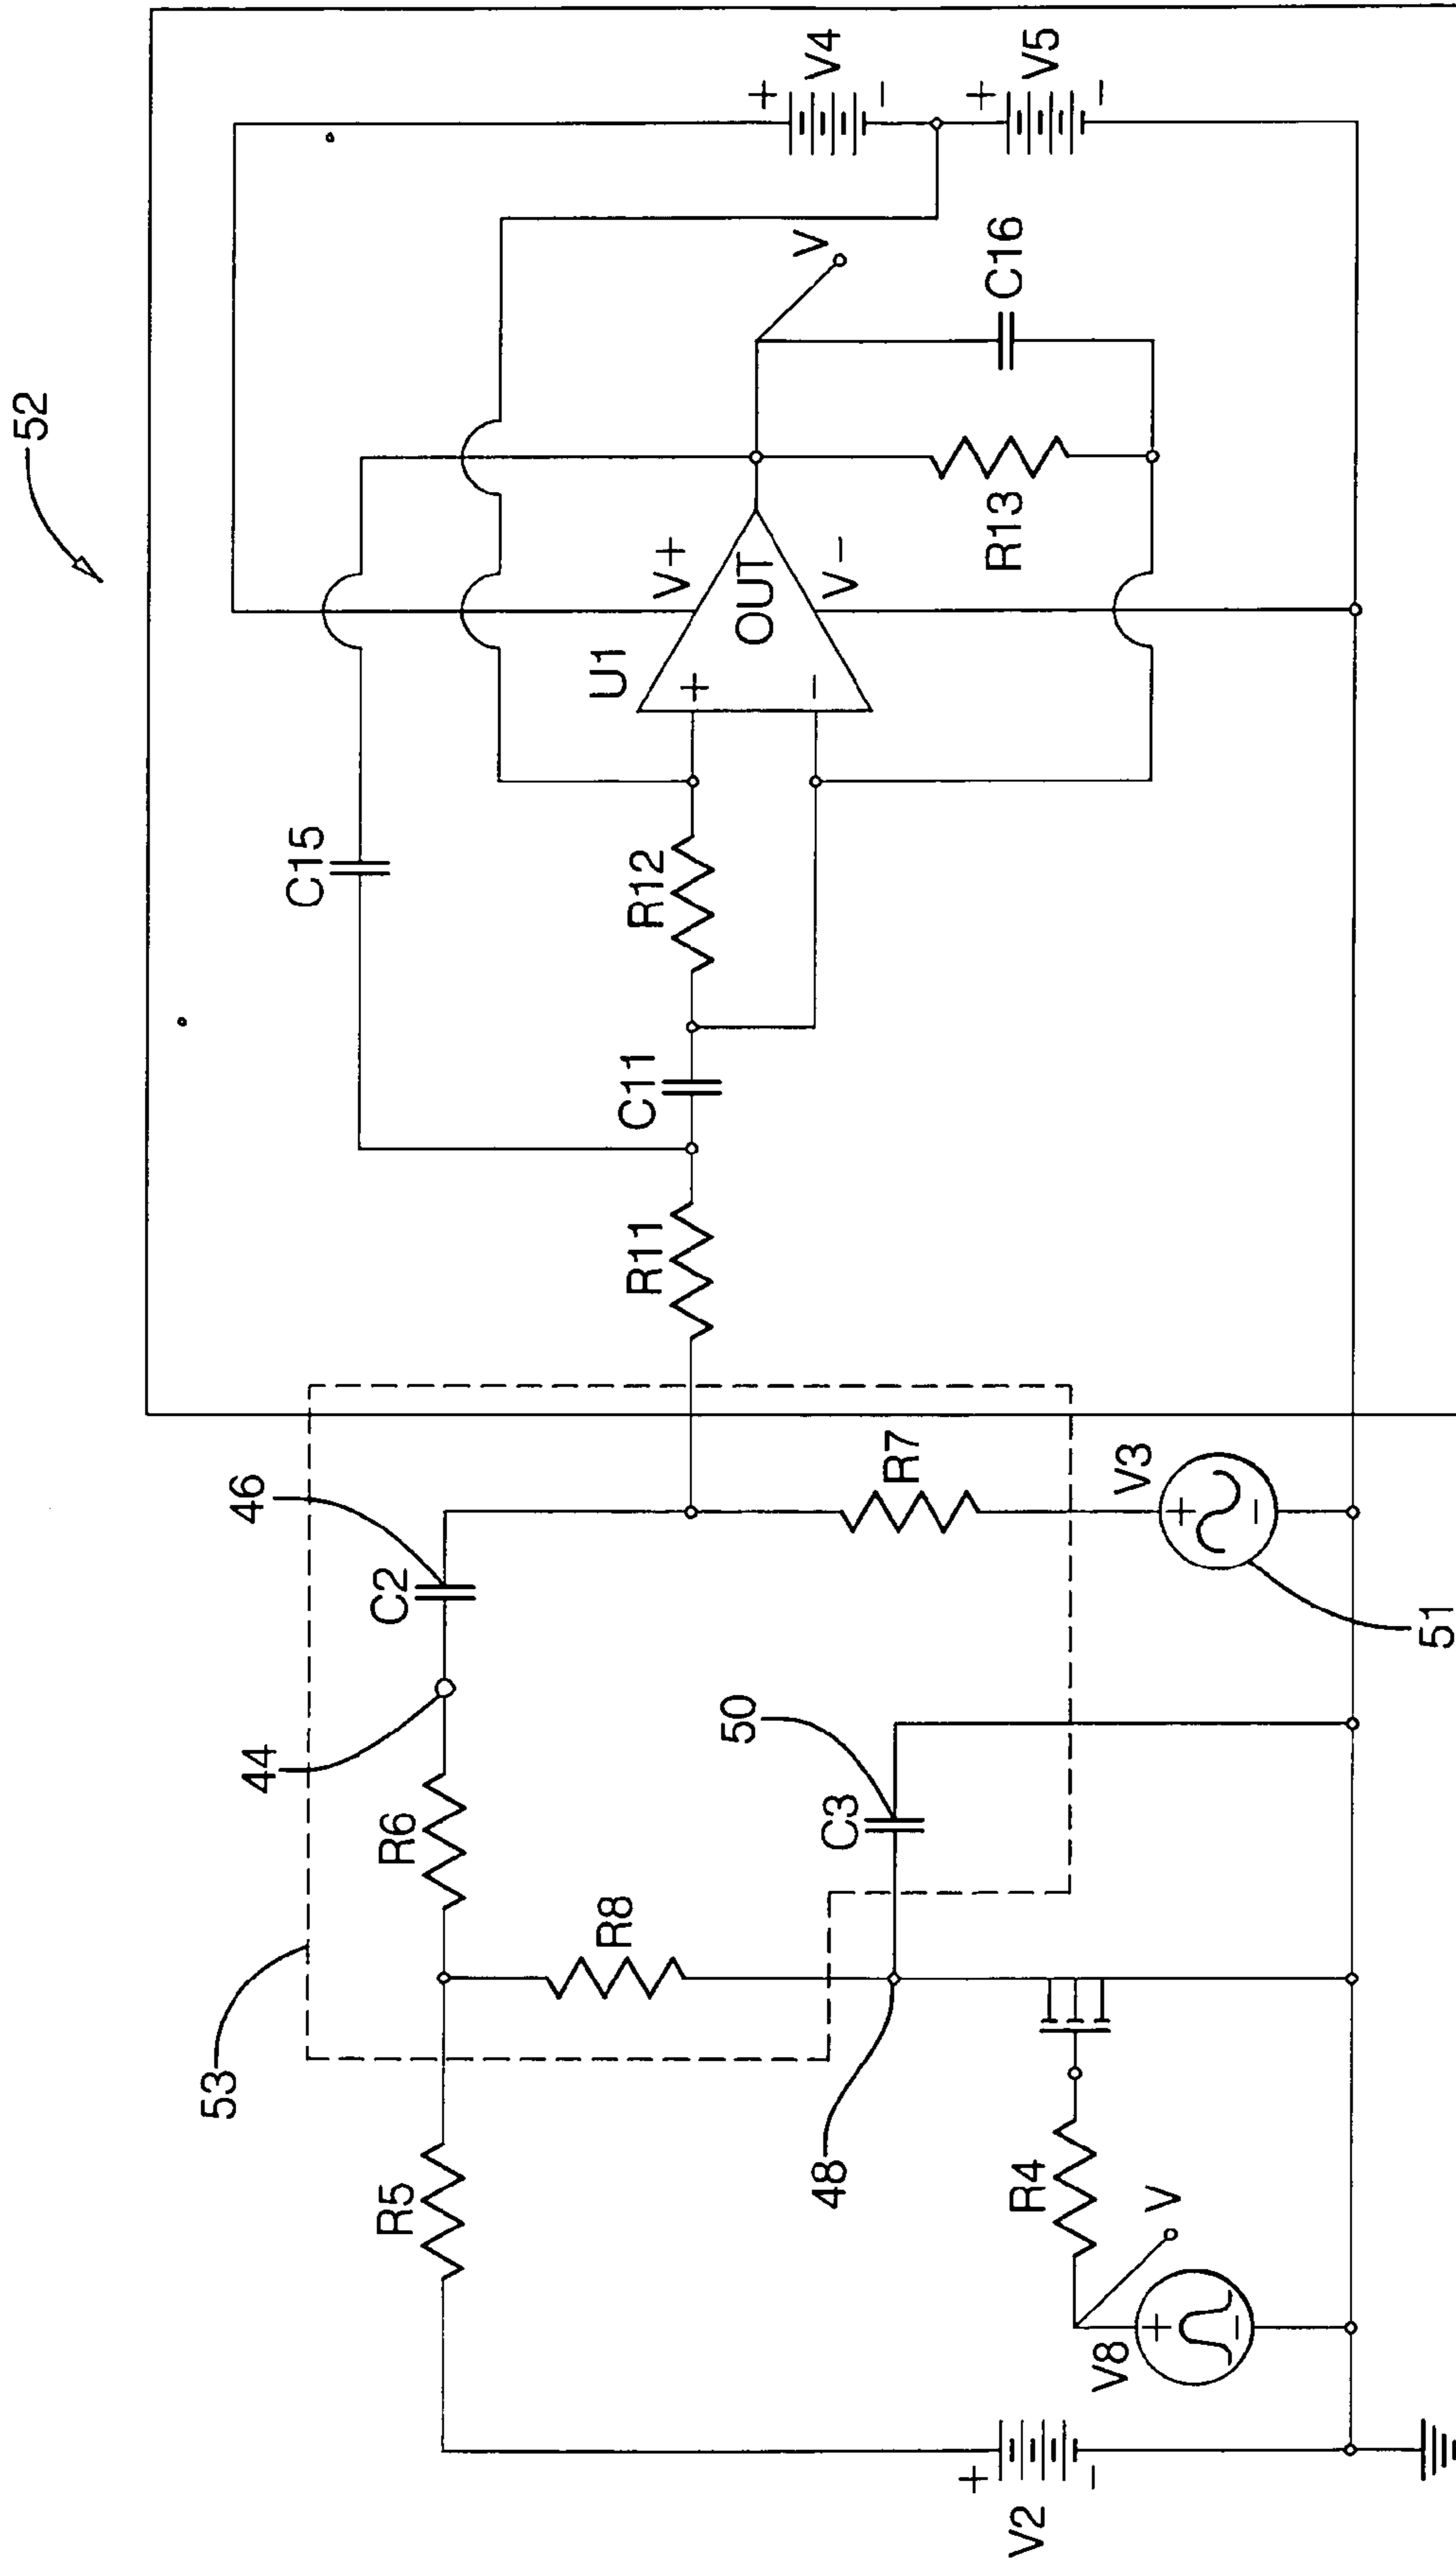 52
53
46
44
C2
R5
R6
R8
50
C3
48
R7
V3
51
R4
V
V8
+
-
V2
+
-
+
-
R11
C11
C15
R12
U1
+
-
OUT
V+
V-
R13
C16
V
+
V4
-
+
V5
-